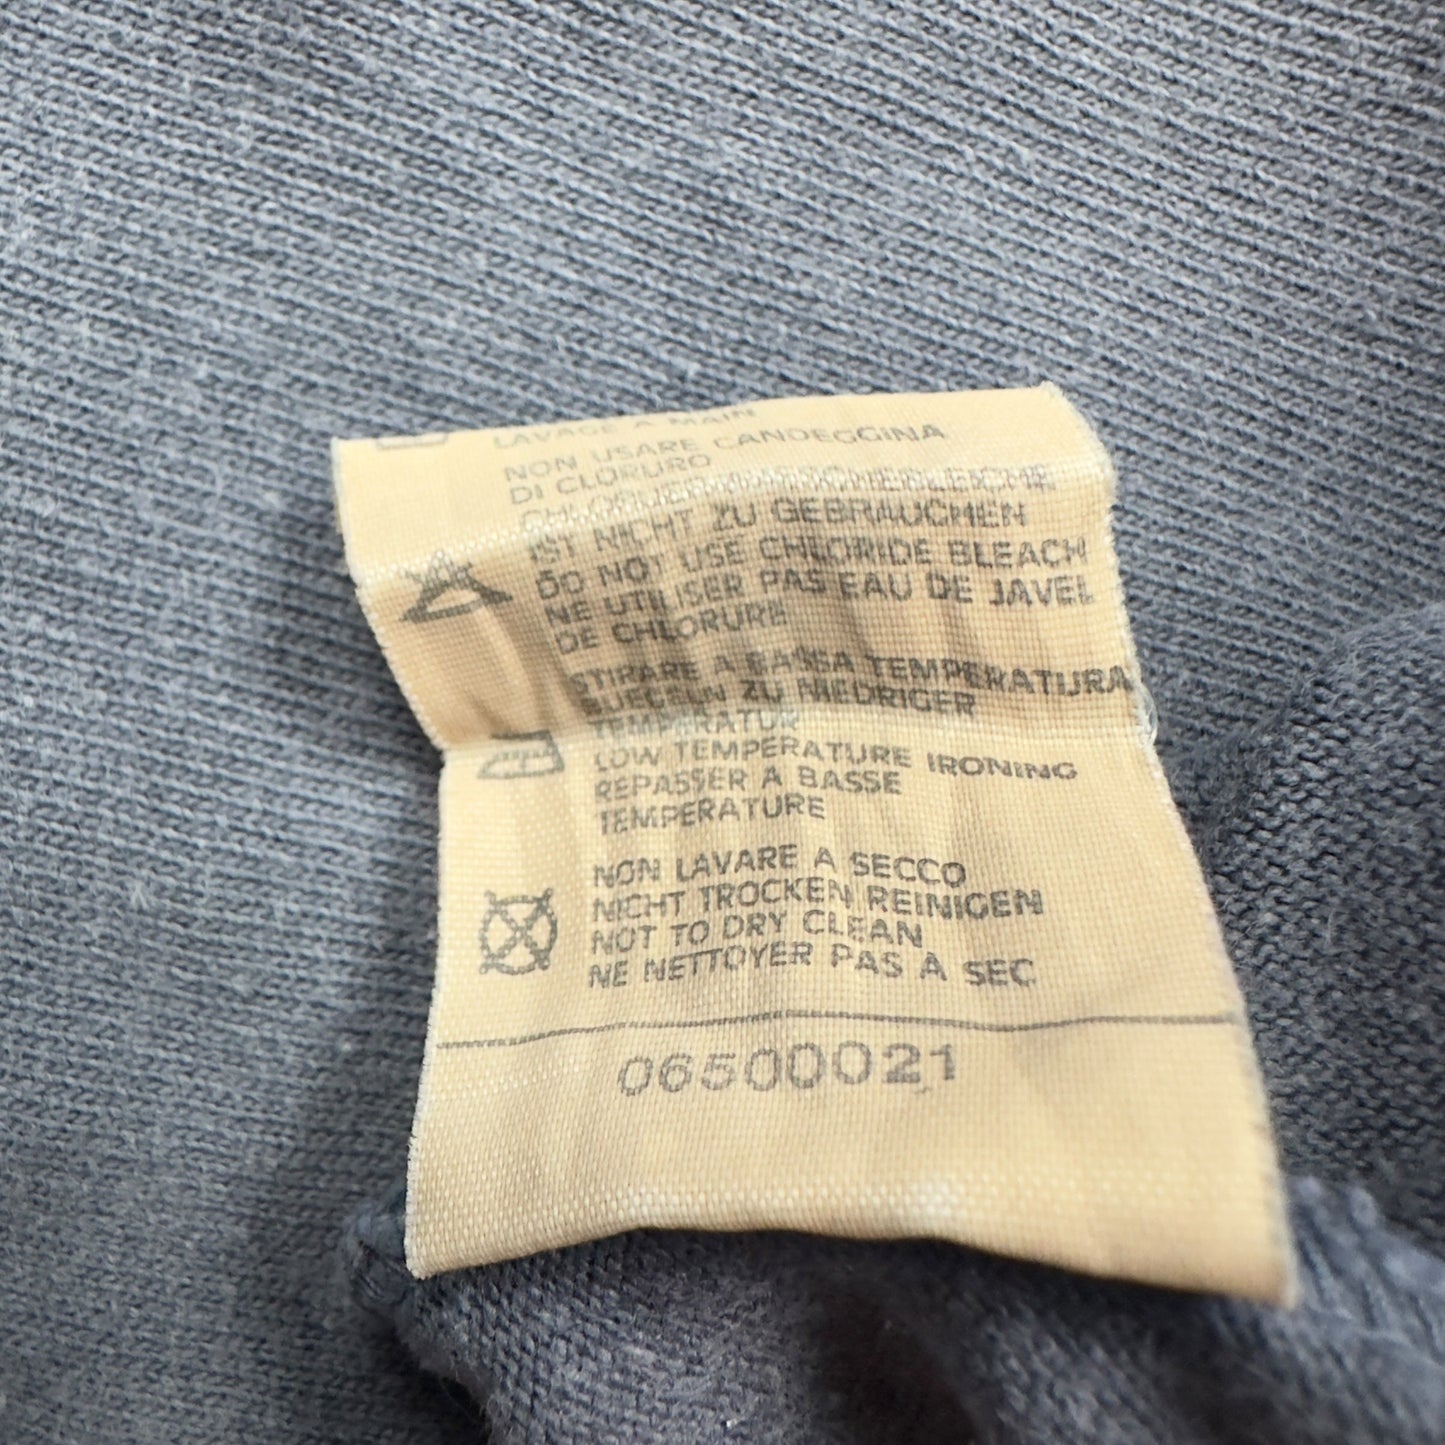 LAVAGE A MAIN
NON USARE CANDEGGINA
DI CLORURO
IST NICHT ZU GEBRAUCHEN
DO NOT USE CHLORIDE BLEACH
NE UTILISER PAS EAU DE JAVEL
DE CHLORURE
STIRARE A BASSA TEMPERATURA
BUEGELN ZU NIEDRIGER
TEMPERATUR
LOW TEMPERATURE IRONING
REPASSER A BASSE
TEMPERATURE
NON LAVARE A SECCO
NICHT TROCKEN REINIGEN
NOT TO DRY CLEAN
NE NETTOYER PAS A SEC
06500021